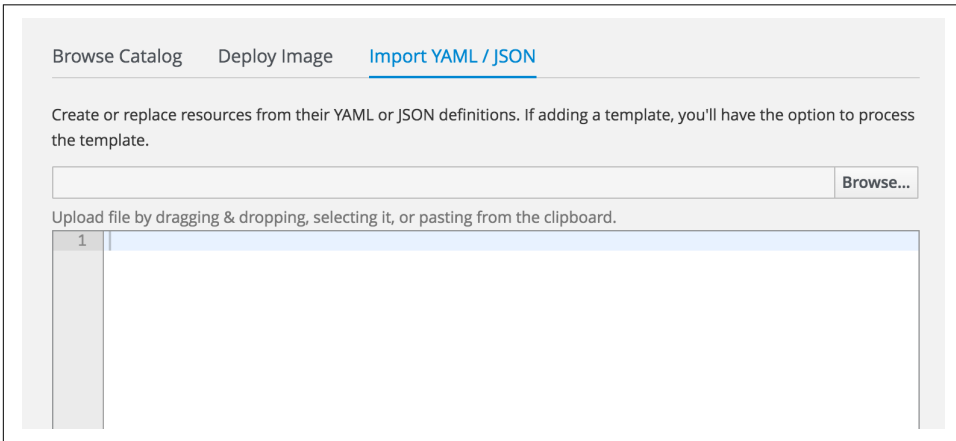 Browse Catalog Deploy Image Import YAML / JSON
Create or replace resources from their YAML or JSON definitions. If adding a template, you'll have the option to process
the template.
Browse...
Upload file by dragging & dropping, selecting it, or pasting from the clipboard.
1